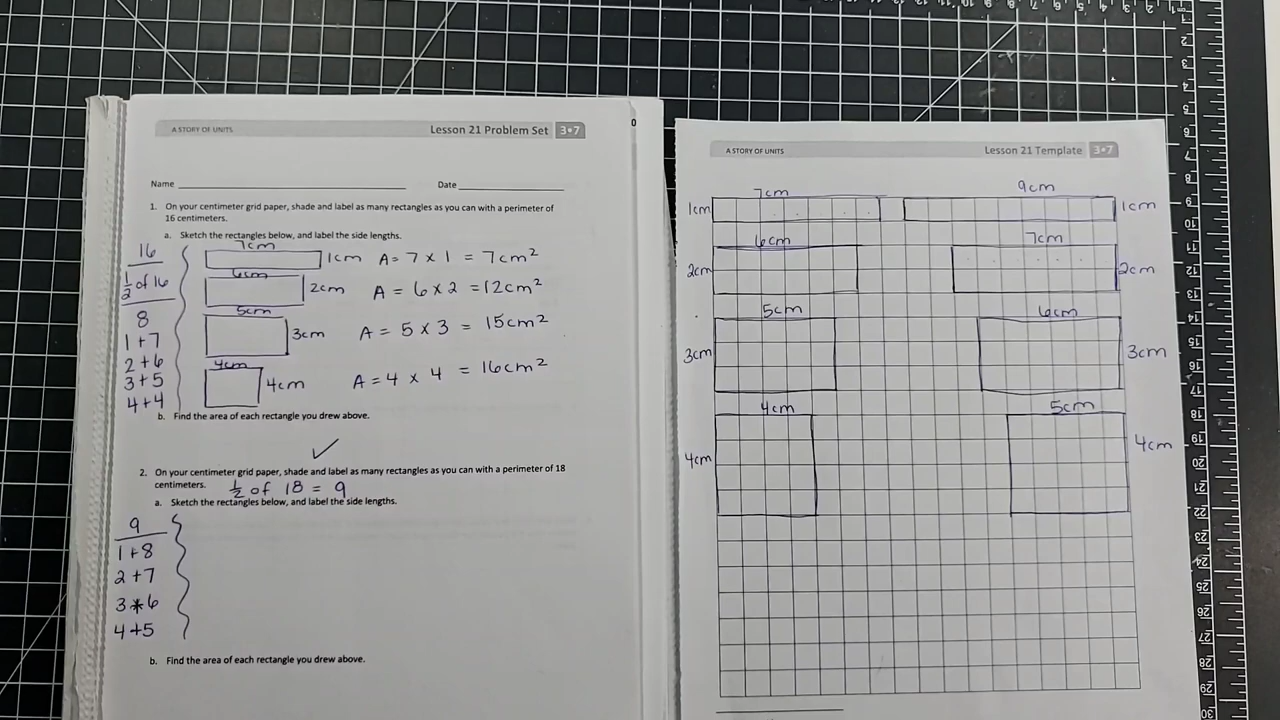 A STORY OF UNITS
Lesson 21 Problem Set 3•7
Name
Date
1. On your centimeter grid paper, shade and label as many rectangles as you can with a perimeter of
16 centimeters.
a. Sketch the rectangles below, and label the side lengths.
16
1/2 of 16
8
1 + 7
2 + 6
3 + 5
4 + 4
7cm
1cm A = 7 x 1 = 7cm²
6cm
2cm A = 6 x 2 = 12cm²
5cm
3cm A = 5 x 3 = 15cm²
4cm
4cm A = 4 x 4 = 16cm²
b. Find the area of each rectangle you drew above.
2. On your centimeter grid paper, shade and label as many rectangles as you can with a perimeter of 18
centimeters. 1/2 of 18 = 9
a. Sketch the rectangles below, and label the side lengths.
9
1 + 8
2 + 7
3 * 6
4 + 5
b. Find the area of each rectangle you drew above.
A STORY OF UNITS
Lesson 21 Template 3•7
7cm
9cm
1cm
1cm
6cm
7cm
2cm
2cm
5cm
6cm
3cm
3cm
4cm
5cm
4cm
4cm